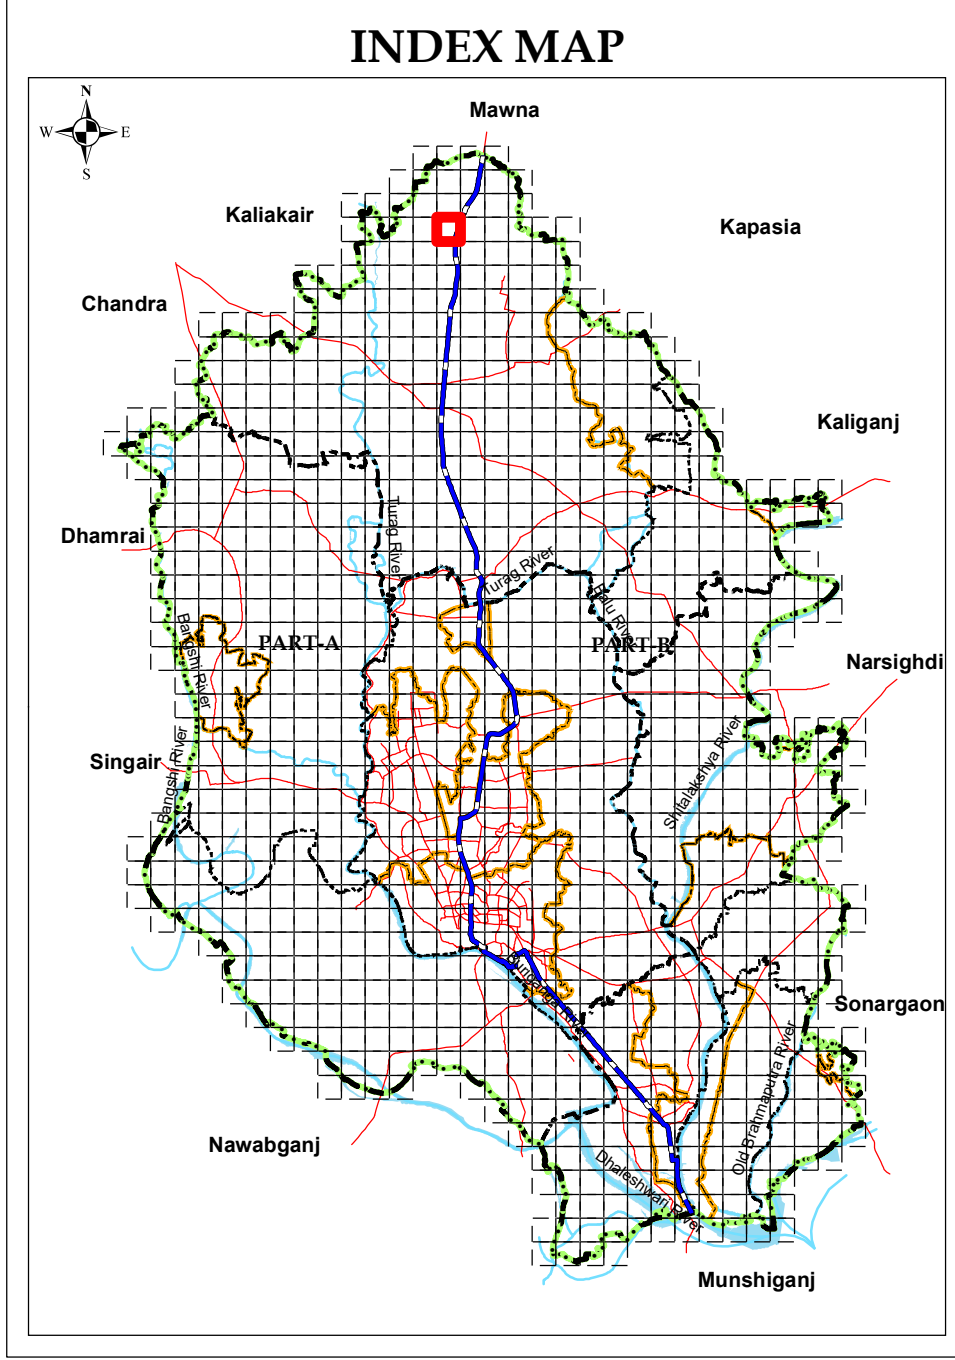 INDEX MAP
N
W E
S
Mawna
Kaliakair
Kapasia
Chandra
Kaliganj
Dhamrai
Turag River
Turag River
Balu River
Bangshi River
PART-A
PART-B
Narsighdi
Singair
Bangshi River
Shitalakshya River
Buriganga River
Sonargaon
Old Brahmaputra River
Nawabganj
Dhaleshwari River
Munshiganj